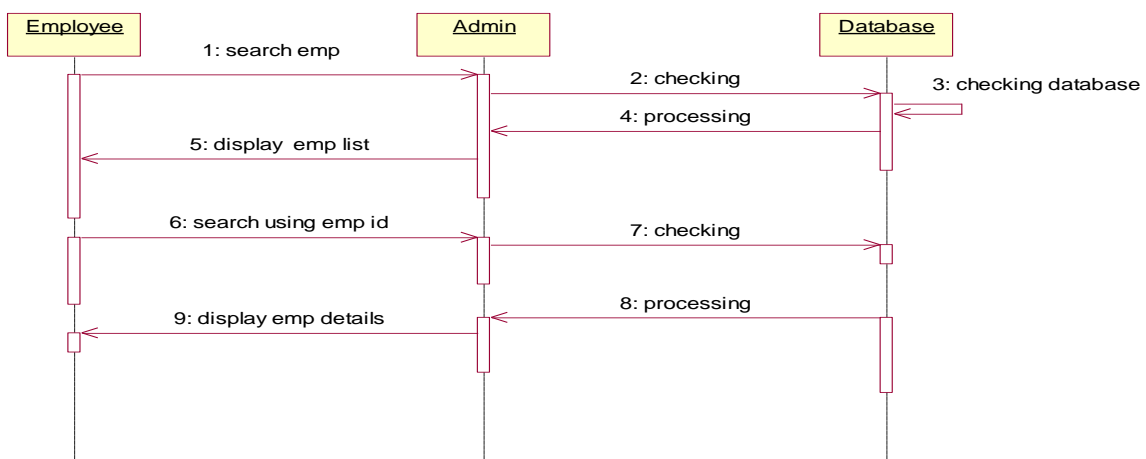 Employee
Admin
Database
1: search emp
2: checking
3: checking database
4: processing
5: display emp list
6: search using emp id
7: checking
8: processing
9: display emp details